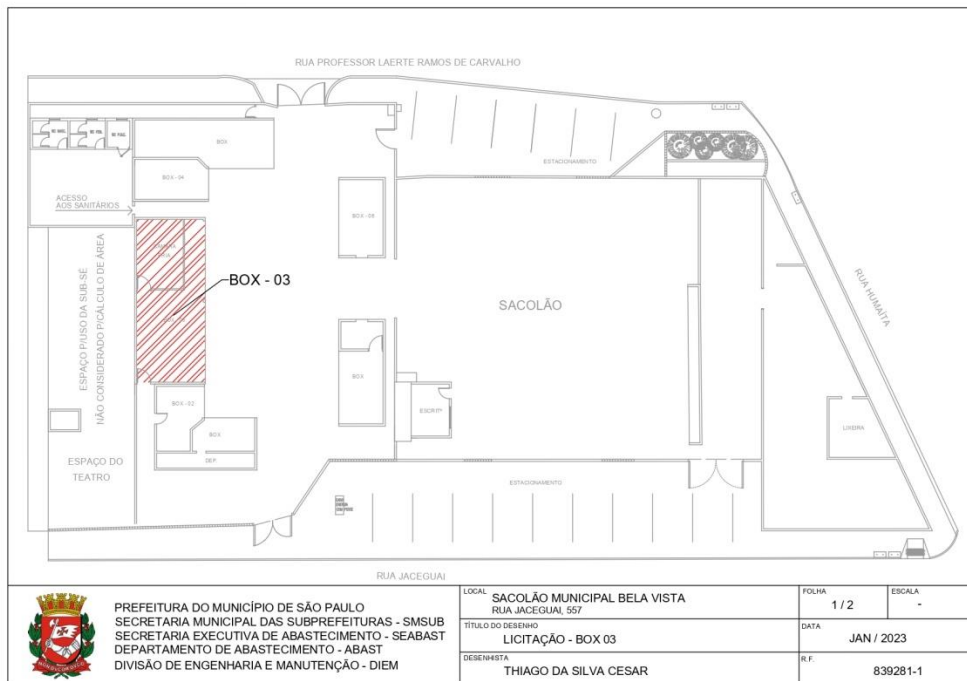 RUA PROFESSOR LAERTE RAMOS DE CARVALHO
BOX
BOX - 04
ESTACIONAMENTO
ACESSO
AOS SANITÁRIOS
BOX - 03
SACOLÃO
RUA HUMAÍTA
ESPAÇO P/USO DA SUB-SÉ
NÃO CONSIDERADO P/CÁLCULO DE ÁREA
BOX
BOX - 02
BOX
ESCRITº
LIXEIRA
DEP.
ESPAÇO DO
TEATRO
ESTACIONAMENTO
RUA JACEGUAI
PREFEITURA DO MUNICÍPIO DE SÃO PAULO
SECRETARIA MUNICIPAL DAS SUBPREFEITURAS - SMSUB
SECRETARIA EXECUTIVA DE ABASTECIMENTO - SEABAST
DEPARTAMENTO DE ABASTECIMENTO - ABAST
DIVISÃO DE ENGENHARIA E MANUTENÇÃO - DIEM
LOCAL
SACOLÃO MUNICIPAL BELA VISTA
RUA JACEGUAI, 557
FOLHA
1 / 2
ESCALA
-
TÍTULO DO DESENHO
LICITAÇÃO - BOX 03
DATA
JAN / 2023
DESENHISTA
THIAGO DA SILVA CESAR
R.F.
839281-1